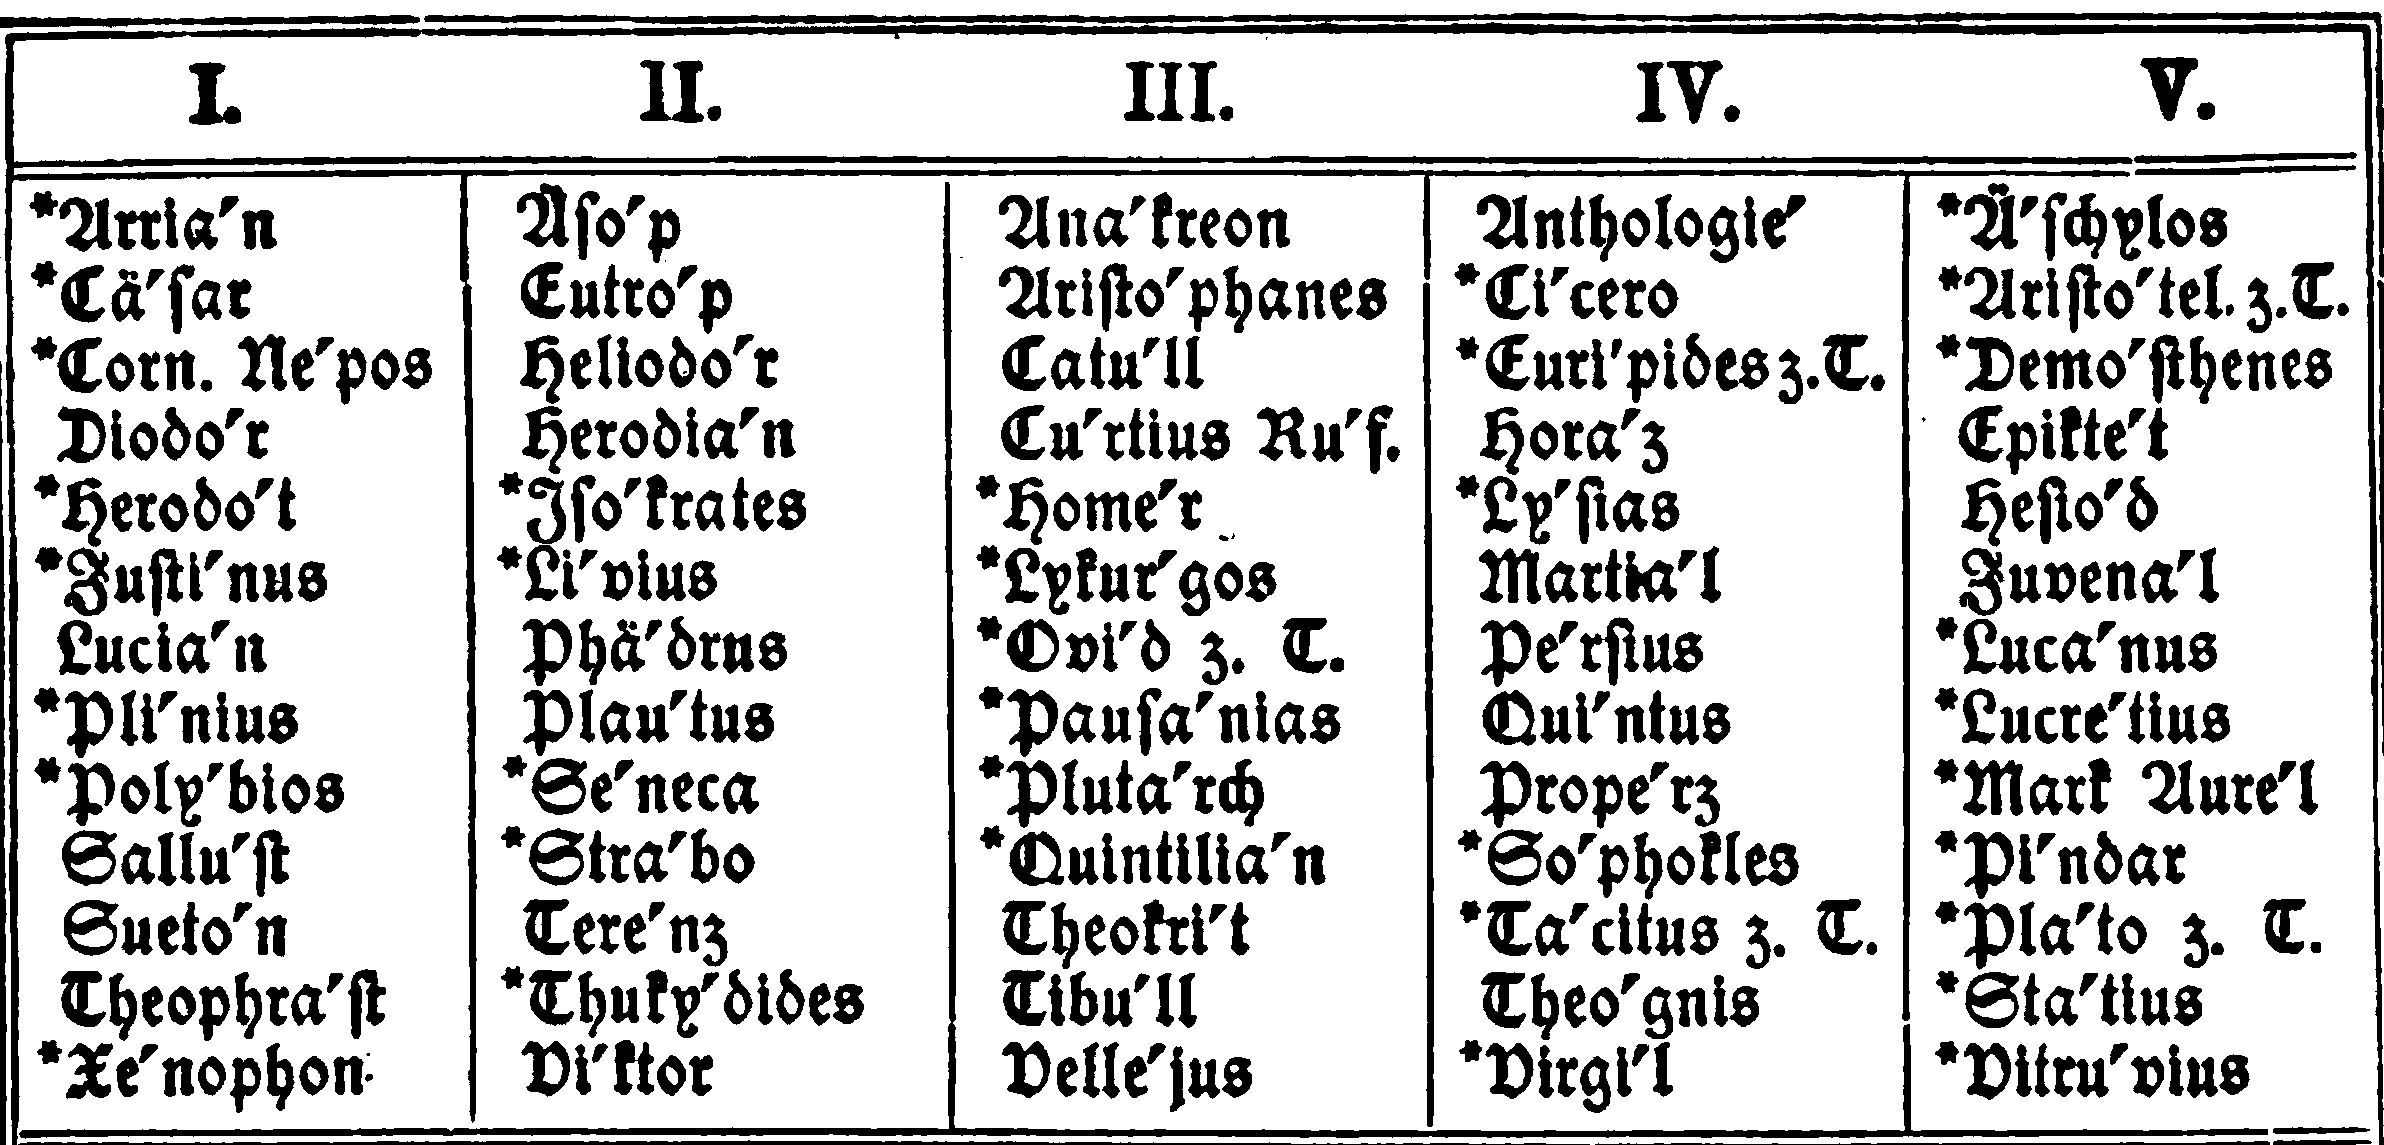 I. II. III. IV. V.
*Arria´n Äſo´p Ana´kreon Anthologie´ *Ä´ſchylos
*Cä´ſar Eutro´p Ariſto´phanes *Ci´cero *Ariſto´tel. z. T.
*Corn. Ne´pos Heliodo´r Catu´ll *Euri´pides z. T. *Demo´ſthenes
Diodo´r Herodia´n Cu´rtius Ru´f. Hora´z Epikte´t
*Herodo´t *Iſo´krates *Home´r *Ly´ſias Heſio´d
*Juſti´nus *Li´vius *Lykur´gos Martia´l Juvena´l
Lucia´n Phä´drus *Ovi´d z. T. Pe´rſius *Luca´nus
*Pli´nius Plau´tus *Pauſa´nias Qui´ntus *Lucre´tius
*Poly´bios *Se´neca *Pluta´rch Prope´rz *Mark Aure´l
Sallu´ſt *Stra´bo *Quintilia´n *So´phokles *Pi´ndar
Sueto´n Tere´nz Theokri´t *Ta´citus z. T. *Pla´to z. T.
Theophra´ſt *Thuky´dides Tibu´ll Theo´gnis *Sta´tius
*Xe´nophon Vi´ktor Velle´jus *Virgi´l *Vitru´vius